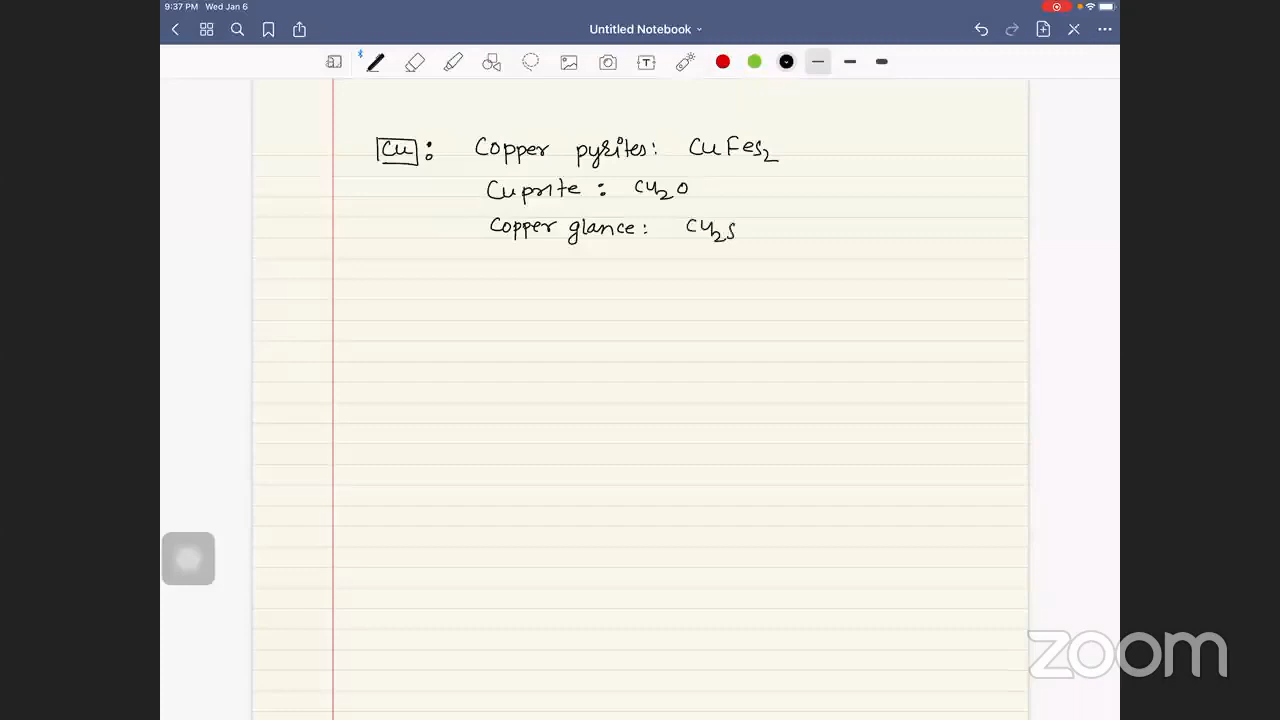 9:37 PM Wed Jan 6
Untitled Notebook
T
Cu : Copper pyrites: CuFeS2
Cuprite : Cu2O
Copper glance: Cu2S
zoom